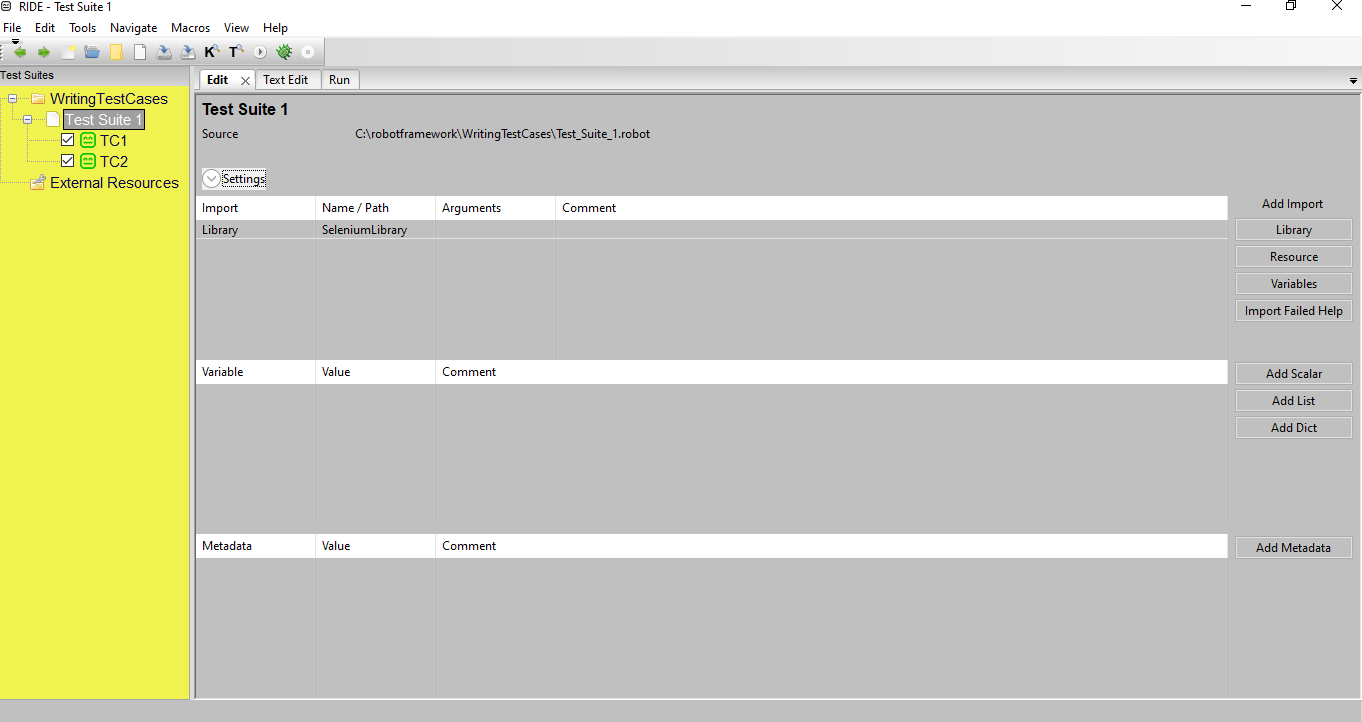 RIDE - Test Suite 1
File Edit Tools Navigate Macros View Help
K T
Test Suites
WritingTestCases
Test Suite 1
TC1
TC2
External Resources
Edit Text Edit Run
Test Suite 1
Source C:\robotframework\WritingTestCases\Test_Suite_1.robot
Settings
Import Name / Path Arguments Comment
Library SeleniumLibrary
Add Import
Library
Resource
Variables
Import Failed Help
Variable Value Comment
Add Scalar
Add List
Add Dict
Metadata Value Comment
Add Metadata